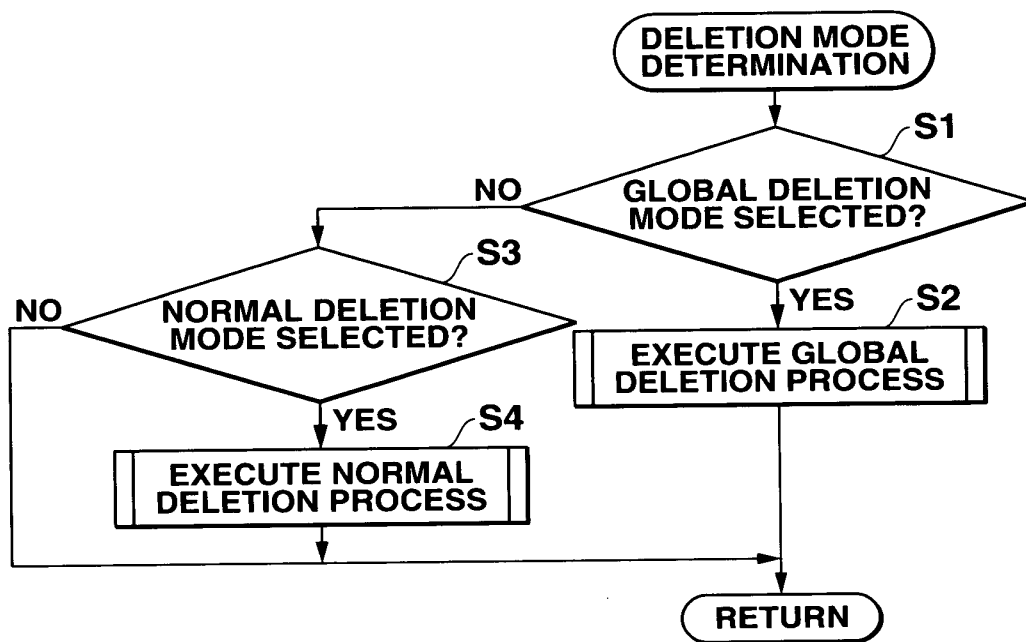 DELETION MODE
DETERMINATION
S1
GLOBAL DELETION
MODE SELECTED?
NO
YES
S2
EXECUTE GLOBAL
DELETION PROCESS
S3
NORMAL DELETION
MODE SELECTED?
NO
YES
S4
EXECUTE NORMAL
DELETION PROCESS
RETURN